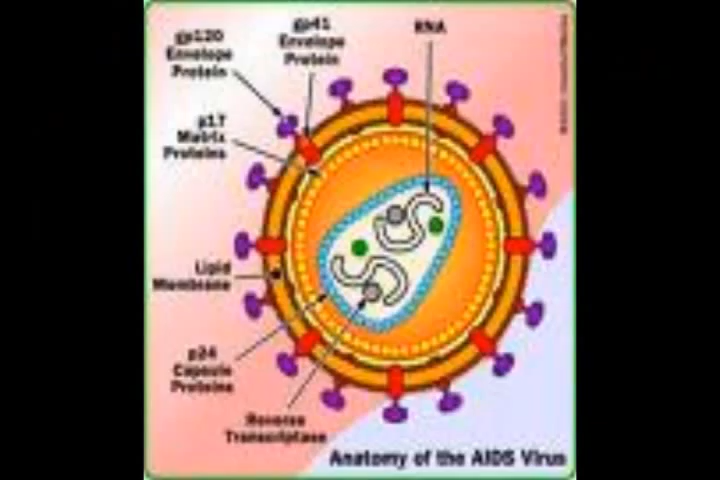 gp120
Envelope
Protein
gp41
Envelope
Protein
RNA
p17
Matrix
Proteins
Lipid
Membrane
p24
Capsule
Proteins
Reverse
Transcriptase
Anatomy of the AIDS Virus